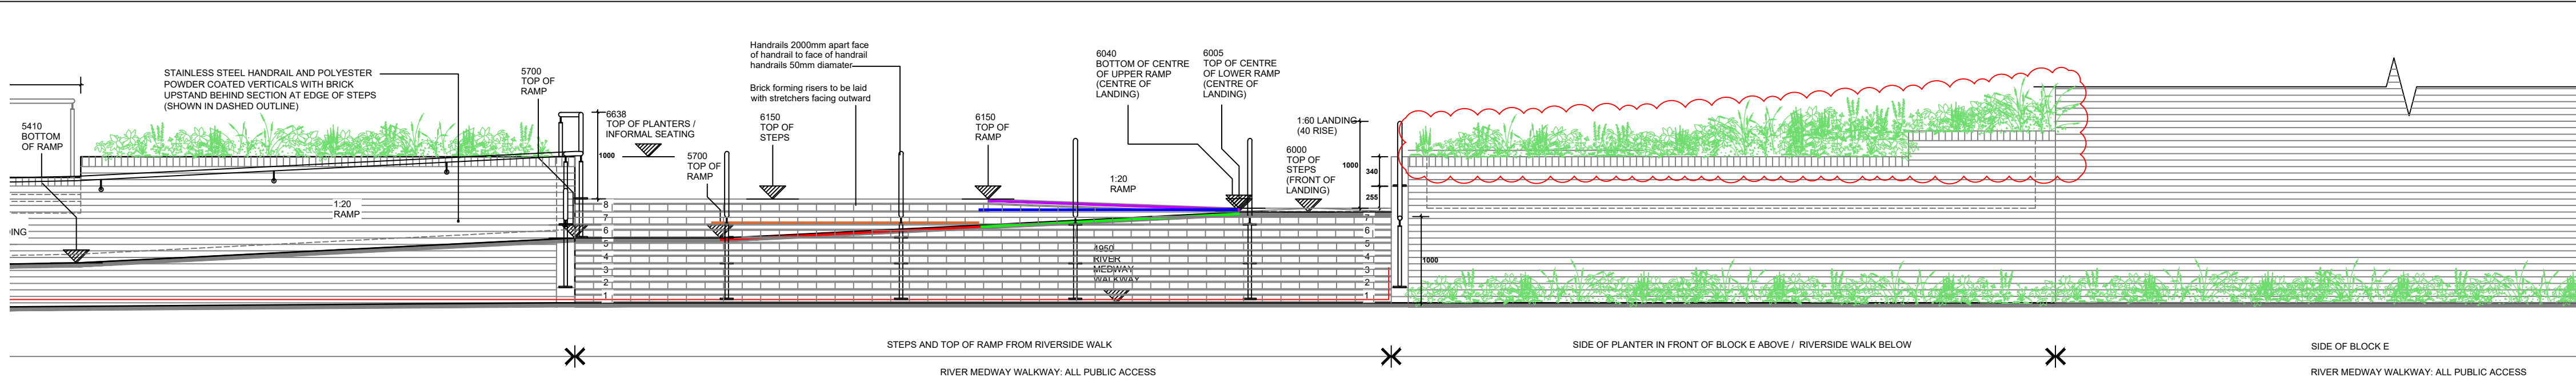 STAINLESS STEEL HANDRAIL AND POLYESTER
POWDER COATED VERTICALS WITH BRICK
UPSTAND BEHIND SECTION AT EDGE OF STEPS
(SHOWN IN DASHED OUTLINE)
5410
BOTTOM
OF RAMP
1:20
RAMP
5700
TOP OF
RAMP
6638
TOP OF PLANTERS /
INFORMAL SEATING
1000
5700
TOP OF
RAMP
Handrails 2000mm apart face
of handrail to face of handrail
handrails 50mm diamater
Brick forming risers to be laid
with stretchers facing outward
6150
TOP OF
STEPS
6150
TOP OF
RAMP
6040
BOTTOM OF CENTRE
OF UPPER RAMP
(CENTRE OF
LANDING)
6005
TOP OF CENTRE
OF LOWER RAMP
(CENTRE OF
LANDING)
1:20
RAMP
1:60 LANDING
(40 RISE)
6000
TOP OF
STEPS
(FRONT OF
LANDING)
1000
340
255
1000
8
7
6
5
4
3
2
1
7
6
5
4
3
2
1
4950
RIVER
MEDWAY
WALKWAY
STEPS AND TOP OF RAMP FROM RIVERSIDE WALK
SIDE OF PLANTER IN FRONT OF BLOCK E ABOVE / RIVERSIDE WALK BELOW
SIDE OF BLOCK E
RIVER MEDWAY WALKWAY: ALL PUBLIC ACCESS
RIVER MEDWAY WALKWAY: ALL PUBLIC ACCESS